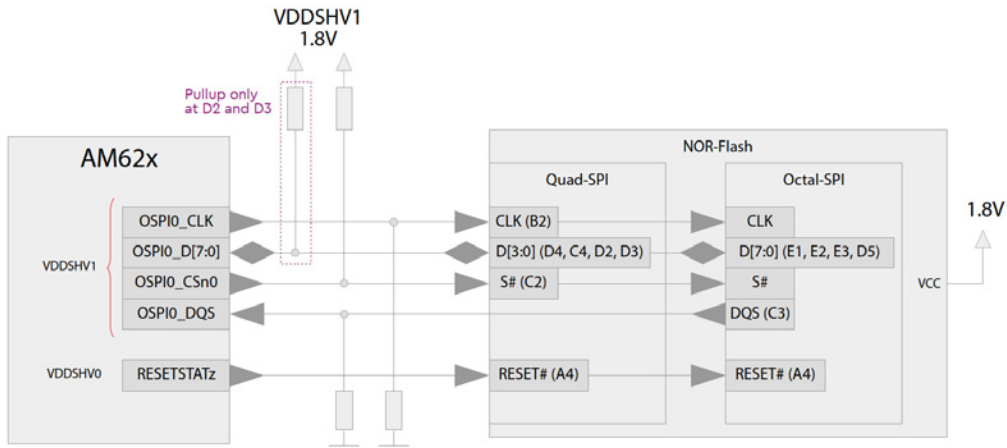 VDDSHV1
1.8V
Pullup only
at D2 and D3
AM62x
NOR-Flash
Quad-SPI
Octal-SPI
1.8V
VDDSHV1
OSPI0_CLK
CLK (B2)
CLK
OSPI0_D[7:0]
D[3:0] (D4, C4, D2, D3)
D[7:0] (E1, E2, E3, D5)
OSPI0_CSn0
S# (C2)
S#
VCC
OSPI0_DQS
DQS (C3)
VDDSHV0
RESETSTATz
RESET# (A4)
RESET# (A4)